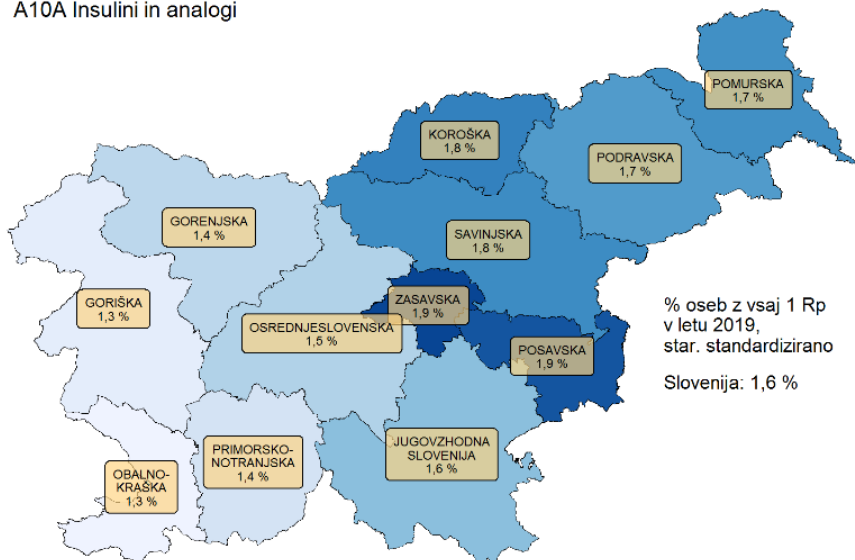 A10A Insulini in analogi
POMURSKA
1,7 %
KOROŠKA
1,8 %
PODRAVSKA
1,7 %
GORENJSKA
1,4 %
SAVINJSKA
1,8 %
GORIŠKA
1,3 %
ZASAVSKA
1,9 %
OSREDNJESLOVENSKA
1,5 %
POSAVSKA
1,9 %
% oseb z vsaj 1 Rp
v letu 2019,
star. standardizirano
Slovenija: 1,6 %
PRIMORSKO-
NOTRANJSKA
1,4 %
JUGOVZHODNA
SLOVENIJA
1,6 %
OBALNO-
KRAŠKA
1,3 %